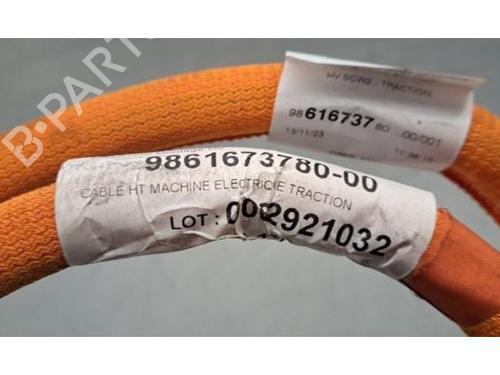 HV SCW2 - TRACTION
98 616737 80 00/001
13/11/23
9861673780-00
CABLE HT MACHINE ELECTRICIE TRACTION
LOT : 002921032
B-PARTS